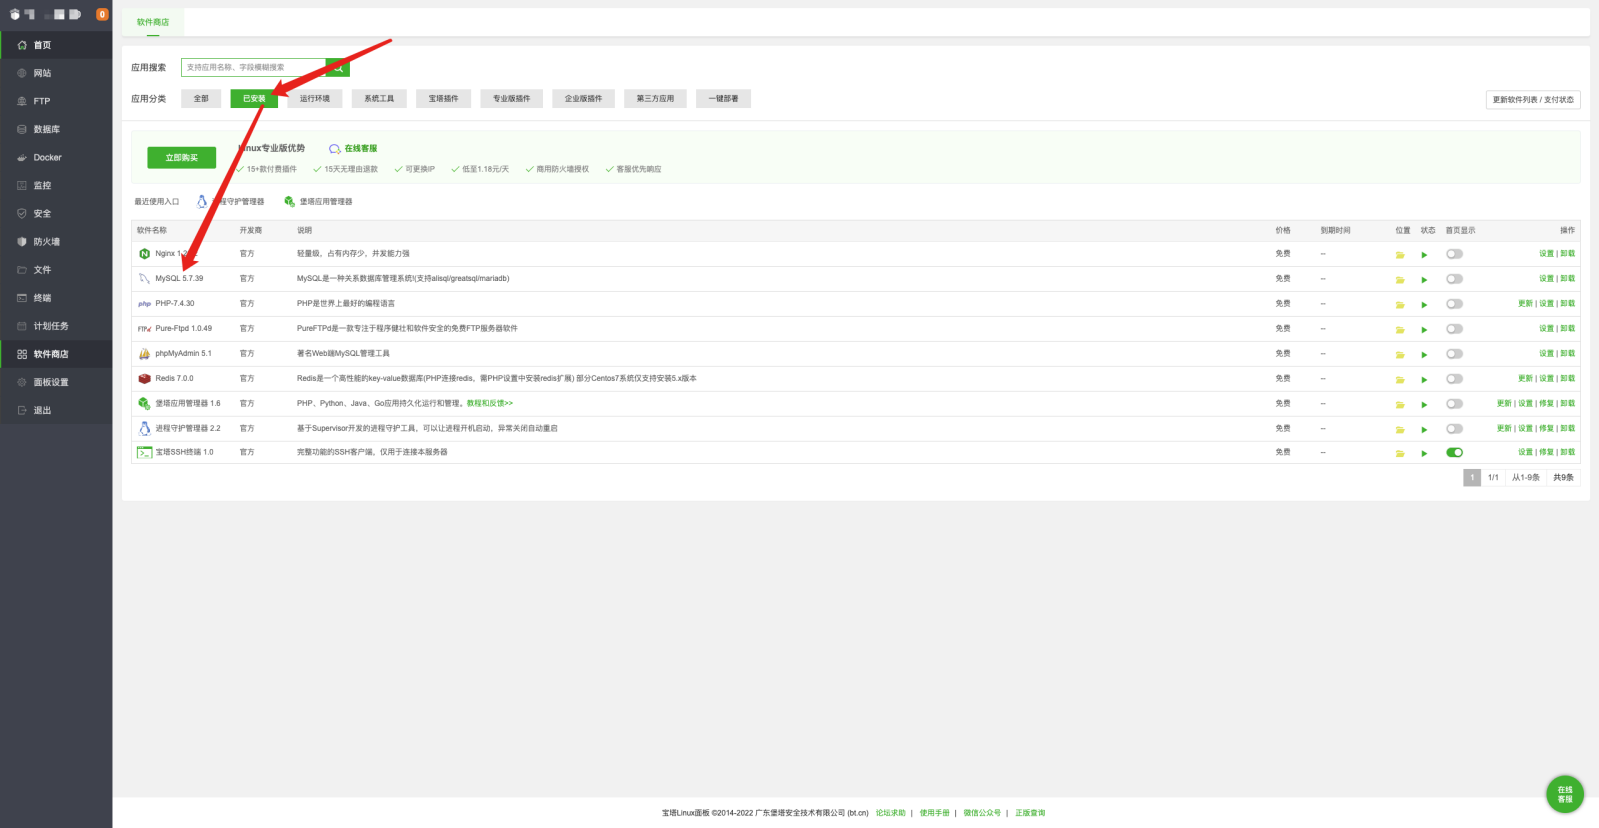 0
首页
网站
FTP
数据库
Docker
监控
安全
防火墙
文件
终端
计划任务
软件商店
面板设置
退出
软件商店
应用搜索 支持应用名称、字段模糊搜索
应用分类 全部 已安装 运行环境 系统工具 宝塔插件 专业版插件 企业版插件 第三方应用 一键部署 更新软件列表 / 支付状态
立即购买 Linux专业版优势 在线客服
15+款付费插件 15天无理由退款 可更换IP 低至1.18元/天 商用防火墙授权 客服优先响应
最近使用入口 进程守护管理器 堡塔应用管理器
软件名称 开发商 说明 价格 到期时间 位置 状态 首页显示 操作
Nginx 官方 轻量级，占有内存少，并发能力强 免费 -- 设置 | 卸载
MySQL 5.7.39 官方 MySQL是一种关系数据库管理系统!(支持alisql/greatsql/mariadb) 免费 -- 设置 | 卸载
php PHP-7.4.30 官方 PHP是世界上最好的编程语言 免费 -- 更新 | 设置 | 卸载
FTP Pure-Ftpd 1.0.49 官方 PureFTPd是一款专注于程序健壮和软件安全的免费FTP服务器软件 免费 -- 设置 | 卸载
phpMyAdmin 5.1 官方 著名Web端MySQL管理工具 免费 -- 设置 | 卸载
Redis 7.0.0 官方 Redis是一个高性能的key-value数据库(PHP连接redis，需PHP设置中安装redis扩展) 部分Centos7系统仅支持安装5.x版本 免费 -- 更新 | 设置 | 卸载
堡塔应用管理器 1.6 官方 PHP、Python、Java、Go应用持久化运行和管理。教程和反馈>> 免费 -- 更新 | 设置 | 修复 | 卸载
进程守护管理器 2.2 官方 基于Supervisor开发的进程守护工具，可以让进程开机启动、异常关闭自动重启 免费 -- 更新 | 设置 | 修复 | 卸载
宝塔SSH终端 1.0 官方 完整功能的SSH客户端，仅用于连接本服务器 免费 -- 设置 | 修复 | 卸载
1 1/1 从1-9条 共9条
在线
客服
宝塔Linux面板 ©2014-2022 广东堡塔安全技术有限公司 (bt.cn) 论坛求助 | 使用手册 | 微信公众号 | 正版查询